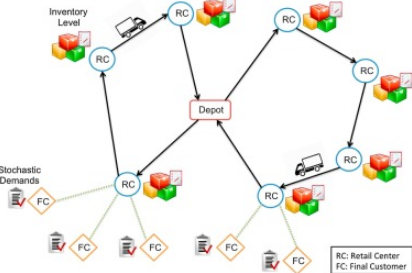 Inventory
Level
RC
RC
RC
RC
RC
Depot
Stochastic
Demands
FC
RC
RC
FC
FC
FC
FC
RC: Retail Center
FC: Final Customer